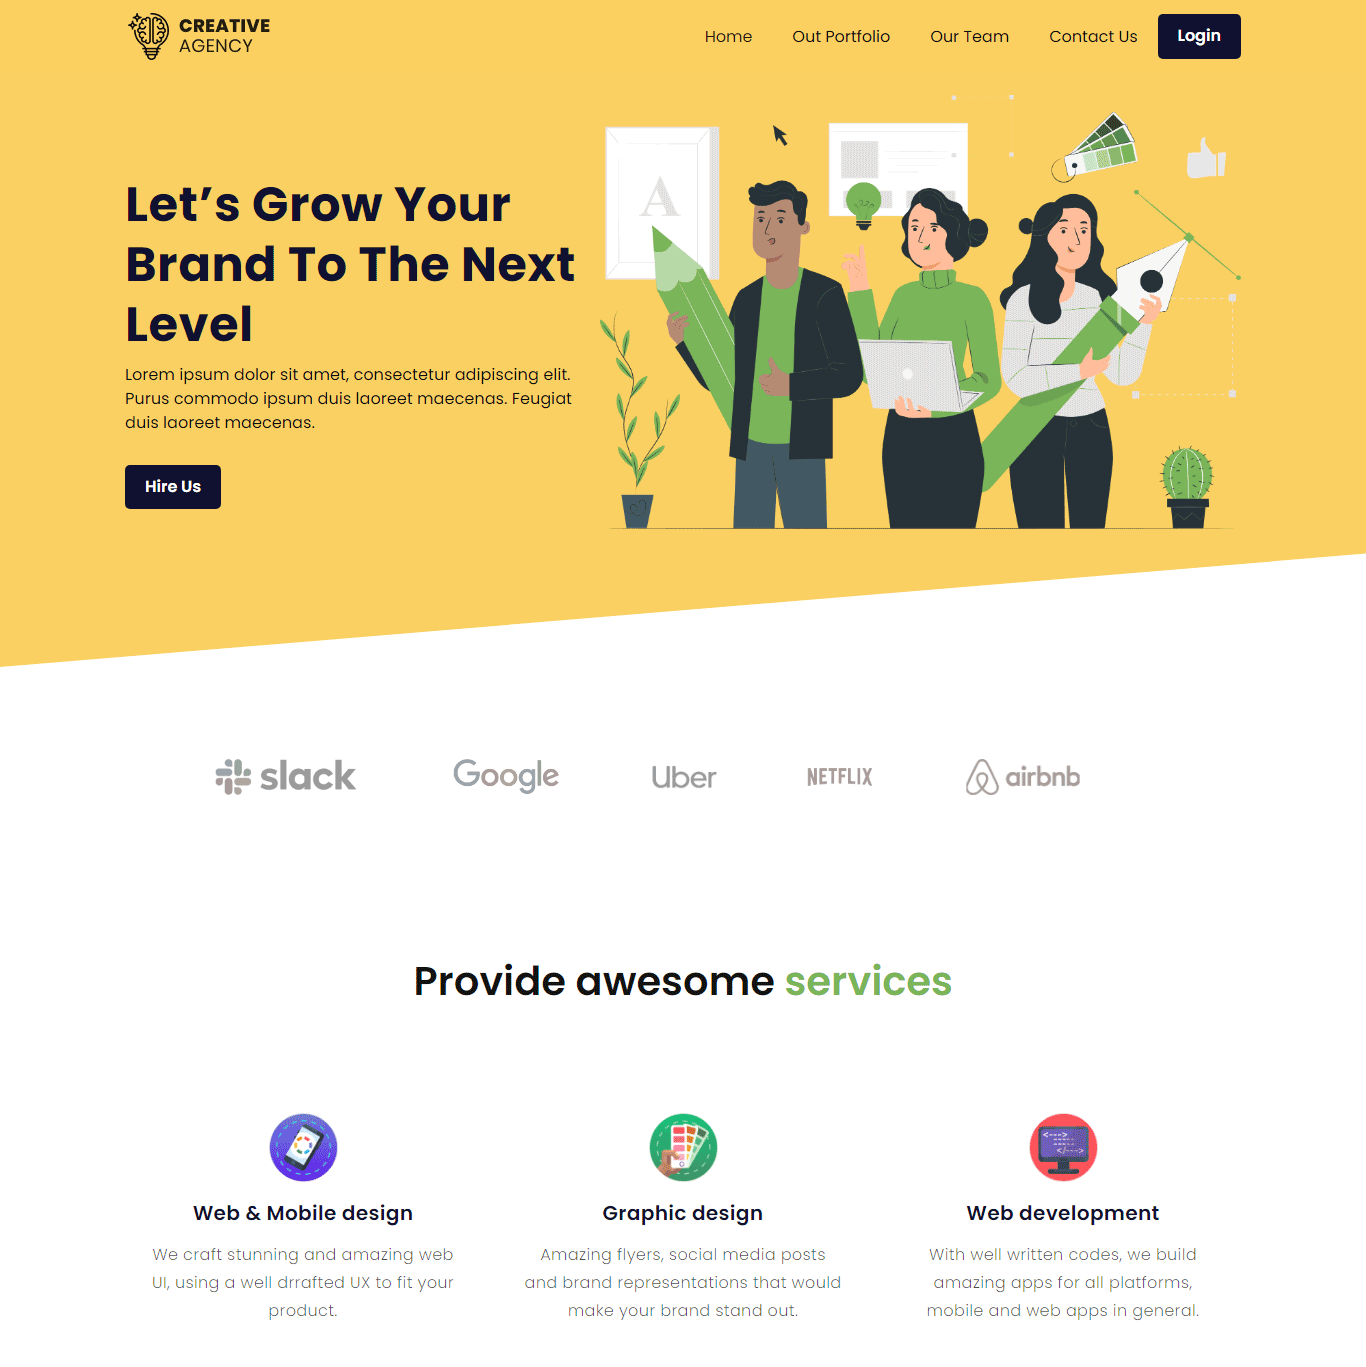 CREATIVE
AGENCY
Home Out Portfolio Our Team Contact Us Login
A
Let’s Grow Your
Brand To The Next
Level
Lorem ipsum dolor sit amet, consectetur adipiscing elit.
Purus commodo ipsum duis laoreet maecenas. Feugiat
duis laoreet maecenas.
Hire Us
slack Google Uber NETFLIX airbnb
Provide awesome services
Web & Mobile design
We craft stunning and amazing web
UI, using a well drrafted UX to fit your
product.
Graphic design
Amazing flyers, social media posts
and brand representations that would
make your brand stand out.
Web development
With well written codes, we build
amazing apps for all platforms,
mobile and web apps in general.